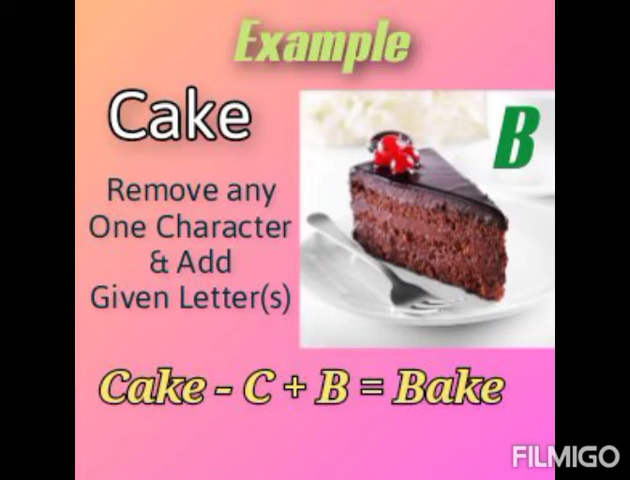 Example
Cake
B
Remove any
One Character
& Add
Given Letter(s)
Cake - C + B = Bake
FILMIGO